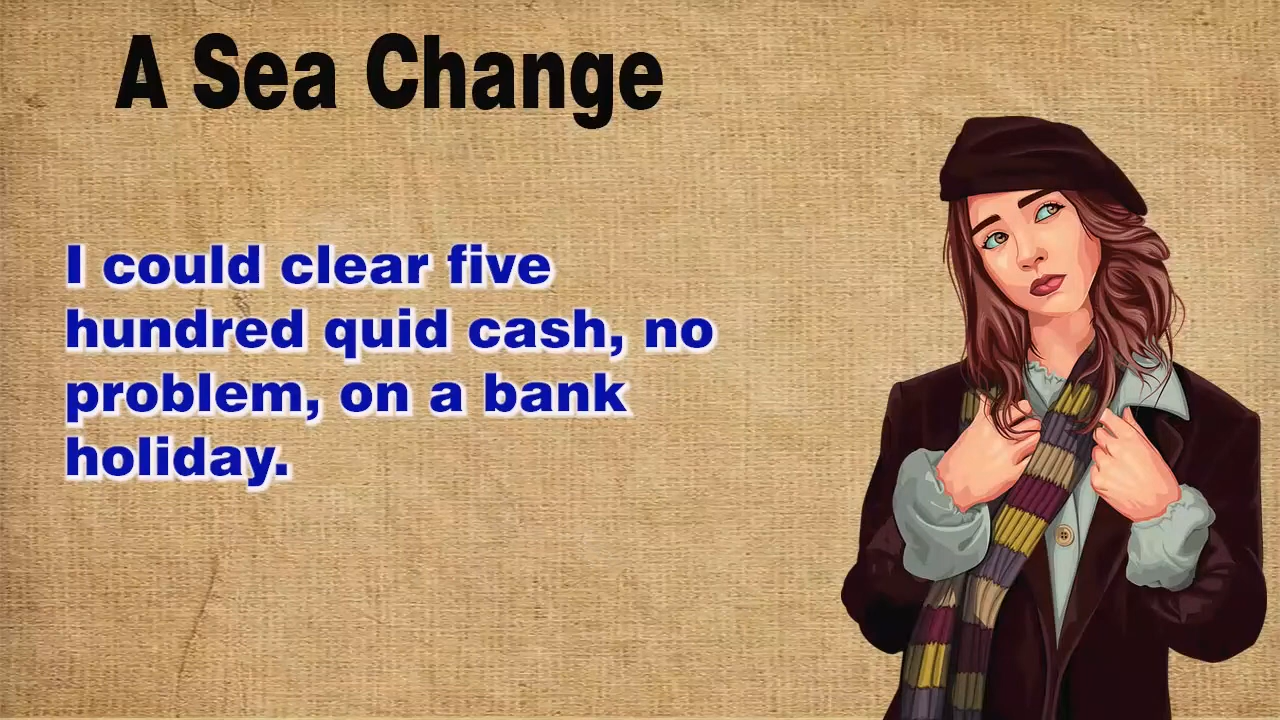 A Sea Change
I could clear five
hundred quid cash, no
problem, on a bank
holiday.